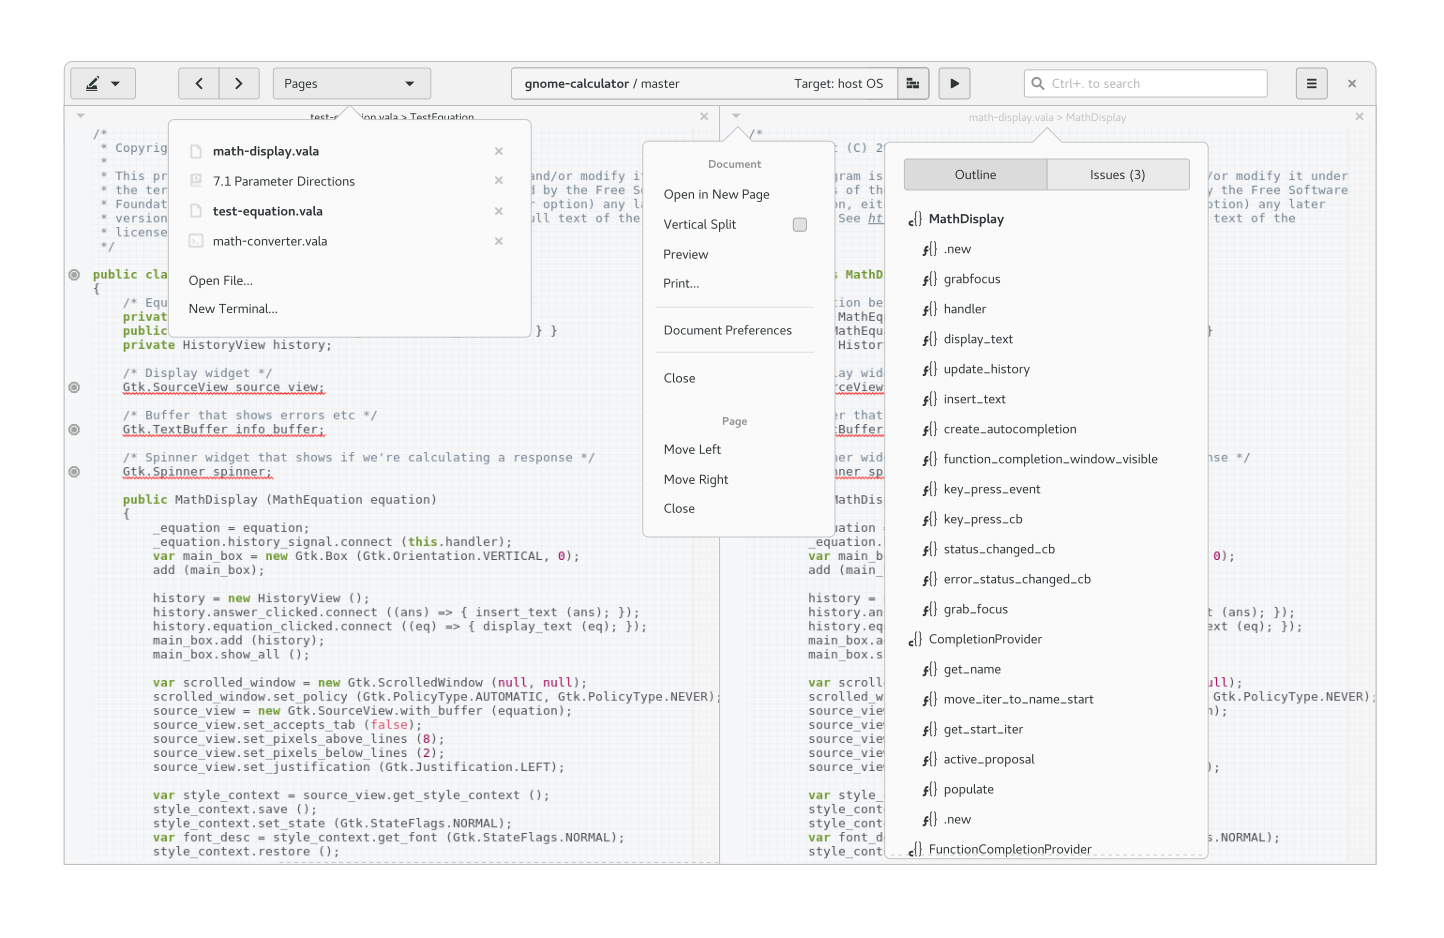 Pages
gnome-calculator / master
Target: host OS
Ctrl+. to search
test-equation.vala > TestEquation
math-display.vala > MathDisplay
math-display.vala
7.1 Parameter Directions
test-equation.vala
math-converter.vala
Open File...
New Terminal...
/*
* Copyrig
*
* This pr and/or modify it
* the ter d by the Free So
* Foundat r option) any la
* version ull text of the
* license
*/
public cla
{
/* Equ
privat
public } }
private HistoryView history;
/* Display widget */
Gtk.SourceView source_view;
/* Buffer that shows errors etc */
Gtk.TextBuffer info_buffer;
/* Spinner widget that shows if we're calculating a response */
Gtk.Spinner spinner;
public MathDisplay (MathEquation equation)
{
_equation = equation;
_equation.history_signal.connect (this.handler);
var main_box = new Gtk.Box (Gtk.Orientation.VERTICAL, 0);
add (main_box);
history = new HistoryView ();
history.answer_clicked.connect ((ans) => { insert_text (ans); });
history.equation_clicked.connect ((eq) => { display_text (eq); });
main_box.add (history);
main_box.show_all ();
var scrolled_window = new Gtk.ScrolledWindow (null, null);
scrolled_window.set_policy (Gtk.PolicyType.AUTOMATIC, Gtk.PolicyType.NEVER);
source_view = new Gtk.SourceView.with_buffer (equation);
source_view.set_accepts_tab (false);
source_view.set_pixels_above_lines (8);
source_view.set_pixels_below_lines (2);
source_view.set_justification (Gtk.Justification.LEFT);
var style_context = source_view.get_style_context ();
style_context.save ();
style_context.set_state (Gtk.StateFlags.NORMAL);
var font_desc = style_context.get_font (Gtk.StateFlags.NORMAL);
style_context.restore ();
Document
Open in New Page
Vertical Split
Preview
Print...
Document Preferences
Close
Page
Move Left
Move Right
Close
/*
t (C) 2
gram is /or modify it under
s of the y the Free Software
on, eit ption) any later
See ht text of the
s MathD
ion be
MathEq
MathEqua }
Histor
lay wid
rceView
er that
tBuffer
ner wid nse */
nner sp
MathDis
uation =
_equation.
var main_b 0);
add (main_
history =
history.an t (ans); });
history.eq ext (eq); });
main_box.a
main_box.s
var scroll ull);
scrolled_w Gtk.PolicyType.NEVER);
source_vie n);
source_vie
source_vie
source_vie
source_vie );
var style_
style_cont
style_cont
var font_d s.NORMAL);
style_cont
Outline
Issues (3)
c{} MathDisplay
f{} .new
f{} grabfocus
f{} handler
f{} display_text
f{} update_history
f{} insert_text
f{} create_autocompletion
f{} function_completion_window_visible
f{} key_press_event
f{} key_press_cb
f{} status_changed_cb
f{} error_status_changed_cb
f{} grab_focus
c{} CompletionProvider
f{} get_name
f{} move_iter_to_name_start
f{} get_start_iter
f{} active_proposal
f{} populate
f{} .new
c{} FunctionCompletionProvider